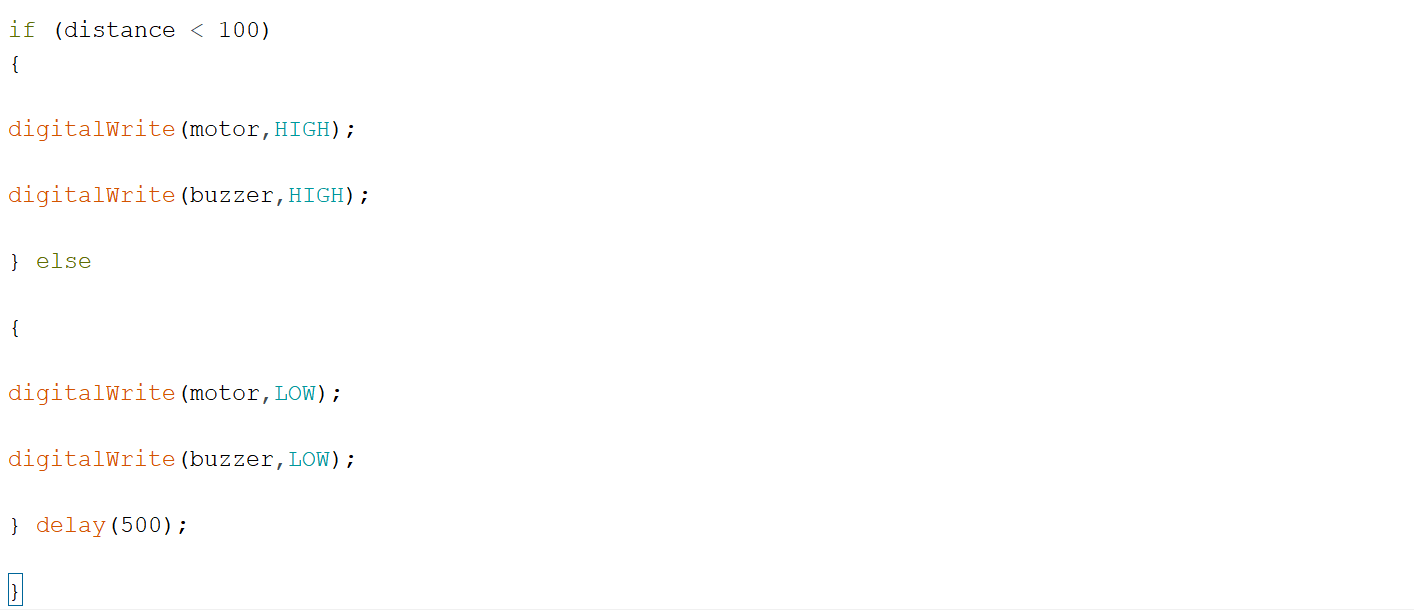 if (distance < 100)
{
digitalWrite(motor,HIGH);
digitalWrite(buzzer,HIGH);
} else
{
digitalWrite(motor,LOW);
digitalWrite(buzzer,LOW);
} delay(500);
}